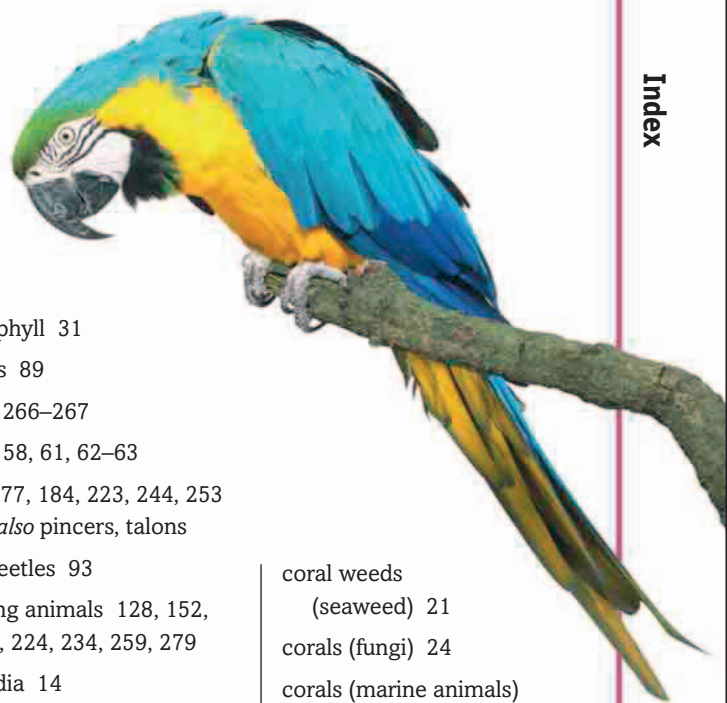 Index
phyll 31
s 89
266–267
58, 61, 62–63
77, 184, 223, 244, 253
also pincers, talons
eetles 93
ng animals 128, 152,
, 224, 234, 259, 279
dia 14
coral weeds
(seaweed) 21
corals (fungi) 24
corals (marine animals)